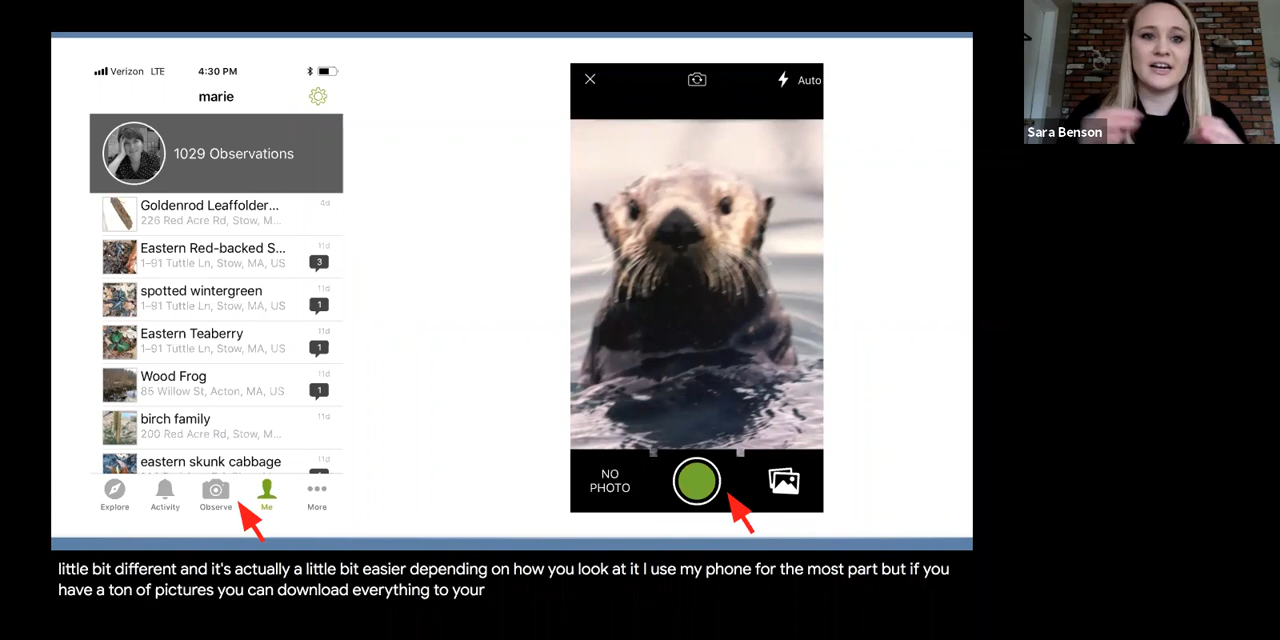 Verizon LTE 4:30 PM
marie
1029 Observations
Goldenrod Leaffolder...
4d
226 Red Acre Rd, Stow, M...
Eastern Red-backed S...
11d
1–91 Tuttle Ln, Stow, MA, US
3
spotted wintergreen
11d
1–91 Tuttle Ln, Stow, MA, US
1
Eastern Teaberry
11d
1–91 Tuttle Ln, Stow, MA, US
1
Wood Frog
11d
85 Willow St, Acton, MA, US
1
birch family
11d
200 Red Acre Rd, Stow, M...
eastern skunk cabbage
11d
Explore
Activity
Observe
Me
More
Auto
NO
PHOTO
Sara Benson
little bit different and it's actually a little bit easier depending on how you look at it I use my phone for the most part but if you
have a ton of pictures you can download everything to your